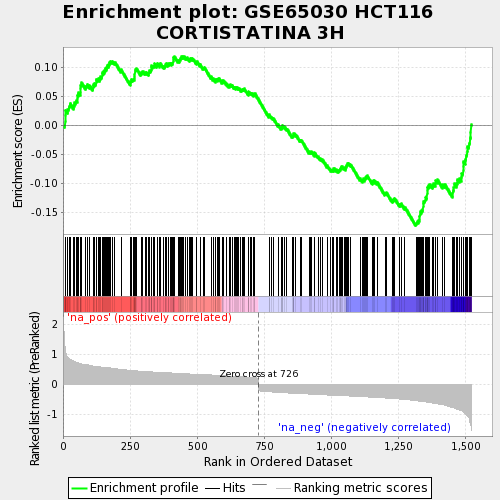 Enrichment plot: GSE65030 HCT116
CORTISTATIN A 3H
Enrichment score (ES)
0.10
0.05
0.00
-0.05
-0.10
-0.15
Ranked list metric (PreRanked)
2
1
0
-1
'na_pos' (positively correlated)
Zero cross at 726
'na_neg' (negatively correlated)
0
250
500
750
1,000
1,250
1,500
Rank in Ordered Dataset
Enrichment profile
Hits
Ranking metric scores